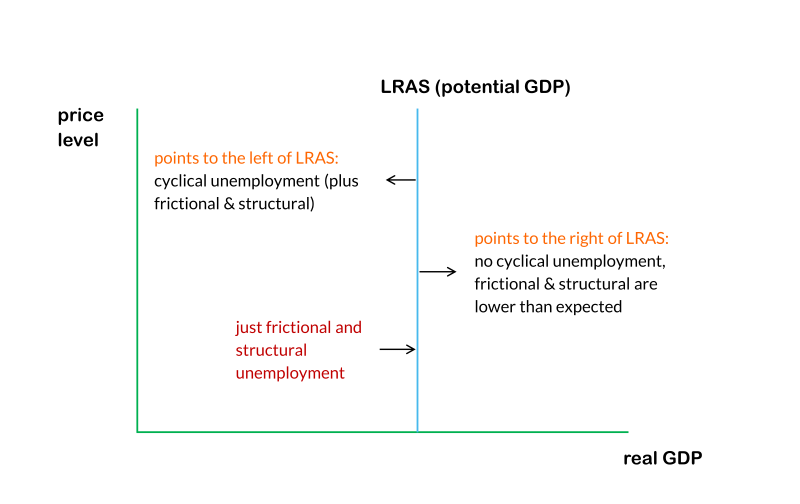 LRAS (potential GDP)
price
level
points to the left of LRAS:
cyclical unemployment (plus
frictional & structural)
points to the right of LRAS:
no cyclical unemployment,
frictional & structural are
lower than expected
just frictional and
structural
unemployment
real GDP